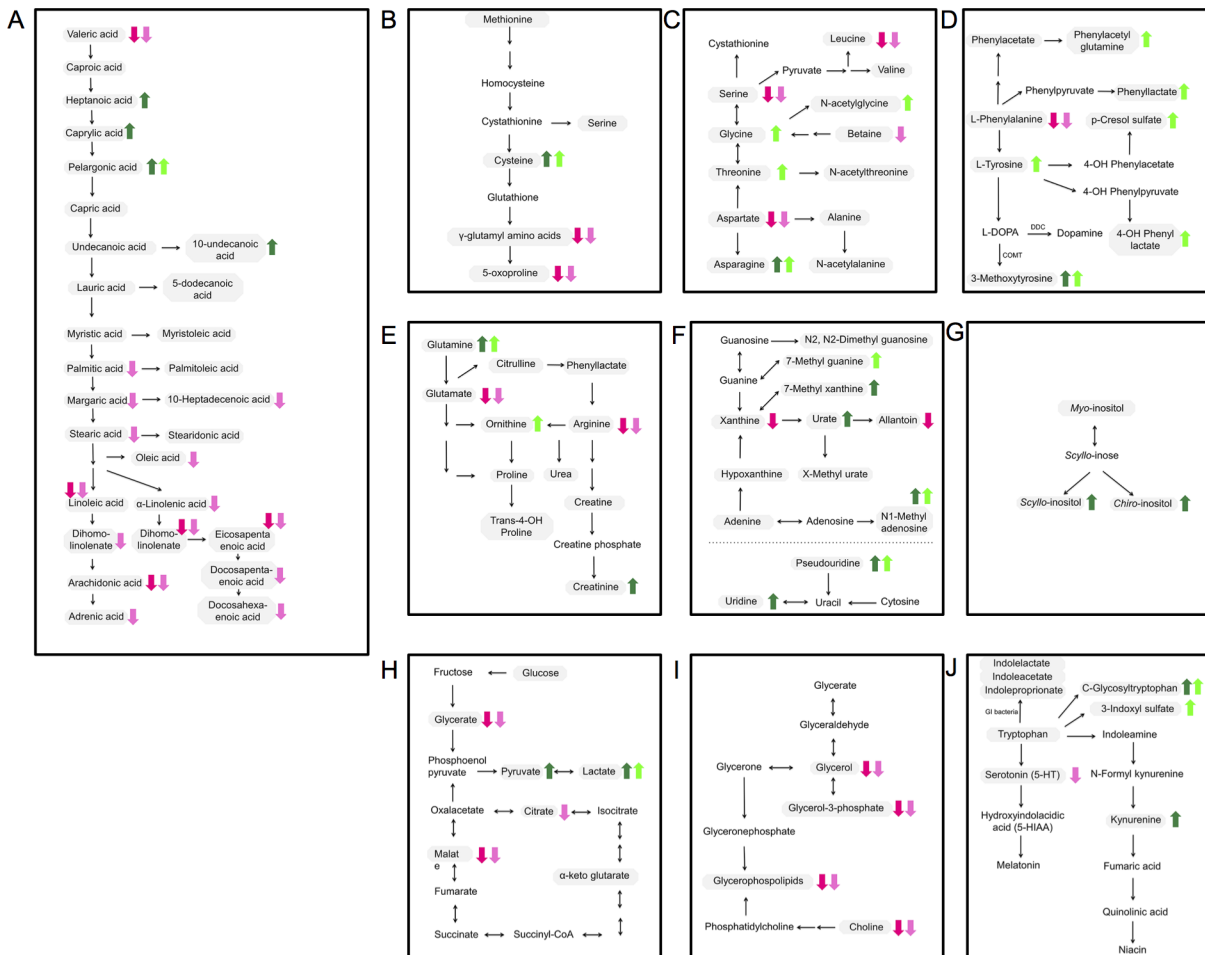 A
Valeric acid
Caproic acid
Heptanoic acid
Caprylic acid
Pelargonic acid
Capric acid
Undecanoic acid
10-undecanoic
acid
Lauric acid
5-dodecanoic
acid
Myristic acid
Myristoleic acid
Palmitic acid
Palmitoleic acid
Margaric acid
10-Heptadecenoic acid
Stearic acid
Stearidonic acid
Oleic acid
Linoleic acid
α-Linolenic acid
Dihomo-
linolenate
Dihomo-
linolenate
Eicosapenta
enoic acid
Docosapenta-
enoic acid
Arachidonic acid
Docosahexa-
enoic acid
Adrenic acid
B
Methionine
Homocysteine
Cystathionine
Serine
Cysteine
Glutathione
γ-glutamyl amino acids
5-oxoproline
C
Cystathionine
Leucine
Pyruvate
Valine
Serine
N-acetylglycine
Glycine
Betaine
Threonine
N-acetylthreonine
Aspartate
Alanine
Asparagine
N-acetylalanine
D
Phenylacetate
Phenylacetyl
glutamine
Phenylpyruvate
Phenyllactate
L-Phenylalanine
p-Cresol sulfate
L-Tyrosine
4-OH Phenylacetate
4-OH Phenylpyruvate
L-DOPA
DDC
Dopamine
4-OH Phenyl
lactate
COMT
3-Methoxytyrosine
E
Glutamine
Citrulline
Phenyllactate
Glutamate
Ornithine
Arginine
Proline
Urea
Creatine
Trans-4-OH
Proline
Creatine phosphate
Creatinine
F
Guanosine
N2, N2-Dimethyl guanosine
7-Methyl guanine
Guanine
7-Methyl xanthine
Xanthine
Urate
Allantoin
Hypoxanthine
X-Methyl urate
Adenine
Adenosine
N1-Methyl
adenosine
Pseudouridine
Uridine
Uracil
Cytosine
G
Myo-inositol
Scyllo-inose
Scyllo-inositol
Chiro-inositol
H
Fructose
Glucose
Glycerate
Phosphoenol
pyruvate
Pyruvate
Lactate
Oxalacetate
Citrate
Isocitrate
Malat
e
α-keto glutarate
Fumarate
Succinate
Succinyl-CoA
I
Glycerate
Glyceraldehyde
Glycerone
Glycerol
Glycerol-3-phosphate
Glyceronephosphate
Glycerophospolipids
Phosphatidylcholine
Choline
J
Indolelactate
Indoleacetate
Indoleproprionate
C-Glycosyltryptophan
3-Indoxyl sulfate
GI bacteria
Tryptophan
Indoleamine
Serotonin (5-HT)
N-Formyl kynurenine
Hydroxyindolacidic
acid (5-HIAA)
Kynurenine
Melatonin
Fumaric acid
Quinolinic acid
Niacin